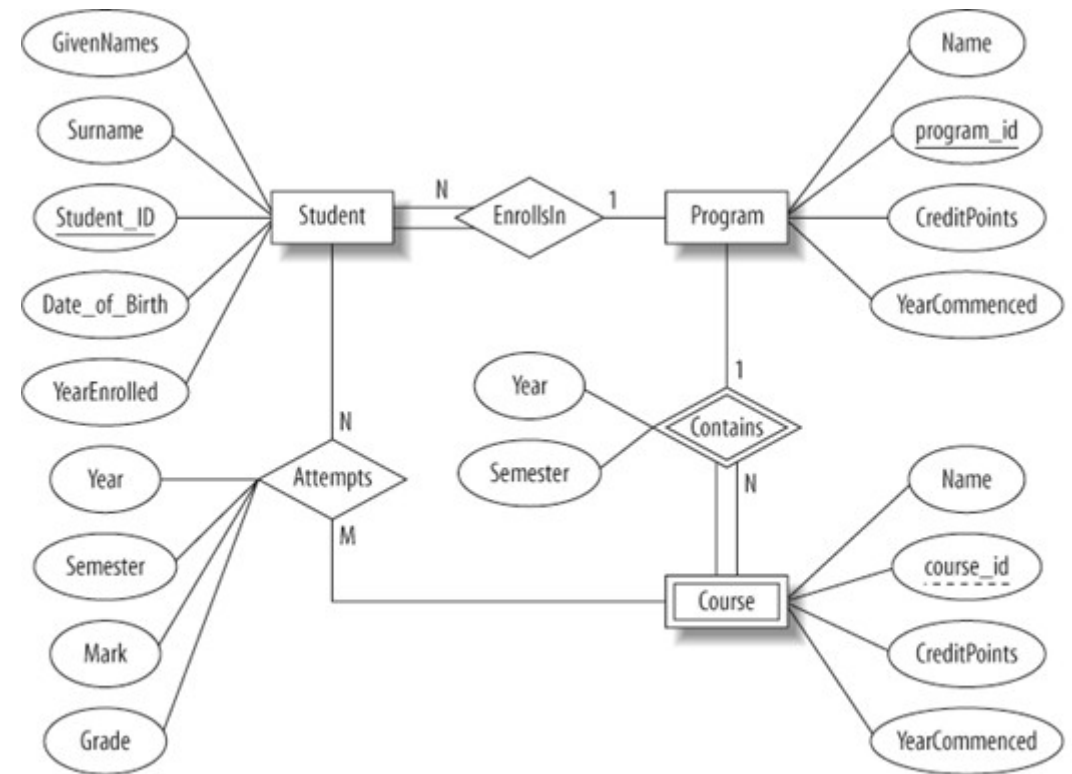 GivenNames
Name
Surname
program_id
Student_ID
Student
N
EnrollsIn
1
Program
CreditPoints
Date_of_Birth
YearCommenced
YearEnrolled
Year
1
N
Contains
Year
Attempts
Semester
N
Name
M
Semester
course_id
Course
Mark
CreditPoints
Grade
YearCommenced